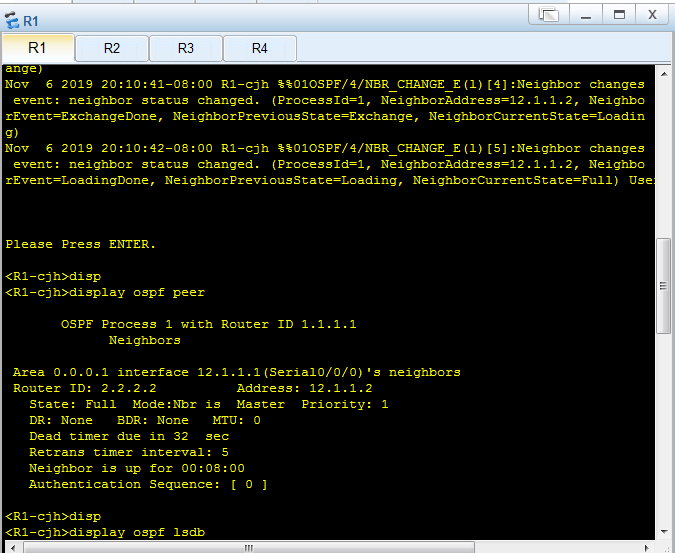 R1
R1 R2 R3 R4
ange)
Nov  6 2019 20:10:41-08:00 R1-cjh %%01OSPF/4/NBR_CHANGE_E(l)[4]:Neighbor changes
 event: neighbor status changed. (ProcessId=1, NeighborAddress=12.1.1.2, Neighbo
rEvent=ExchangeDone, NeighborPreviousState=Exchange, NeighborCurrentState=Loadin
g)
Nov  6 2019 20:10:42-08:00 R1-cjh %%01OSPF/4/NBR_CHANGE_E(l)[5]:Neighbor changes
 event: neighbor status changed. (ProcessId=1, NeighborAddress=12.1.1.2, Neighbo
rEvent=LoadingDone, NeighborPreviousState=Loading, NeighborCurrentState=Full) Use
Please Press ENTER.
<R1-cjh>disp
<R1-cjh>display ospf peer
OSPF Process 1 with Router ID 1.1.1.1
Neighbors
Area 0.0.0.1 interface 12.1.1.1(Serial0/0/0)'s neighbors
Router ID: 2.2.2.2          Address: 12.1.1.2
State: Full  Mode:Nbr is  Master  Priority: 1
DR: None   BDR: None   MTU: 0
Dead timer due in 32  sec
Retrans timer interval: 5
Neighbor is up for 00:08:00
Authentication Sequence: [ 0 ]
<R1-cjh>disp
<R1-cjh>display ospf lsdb